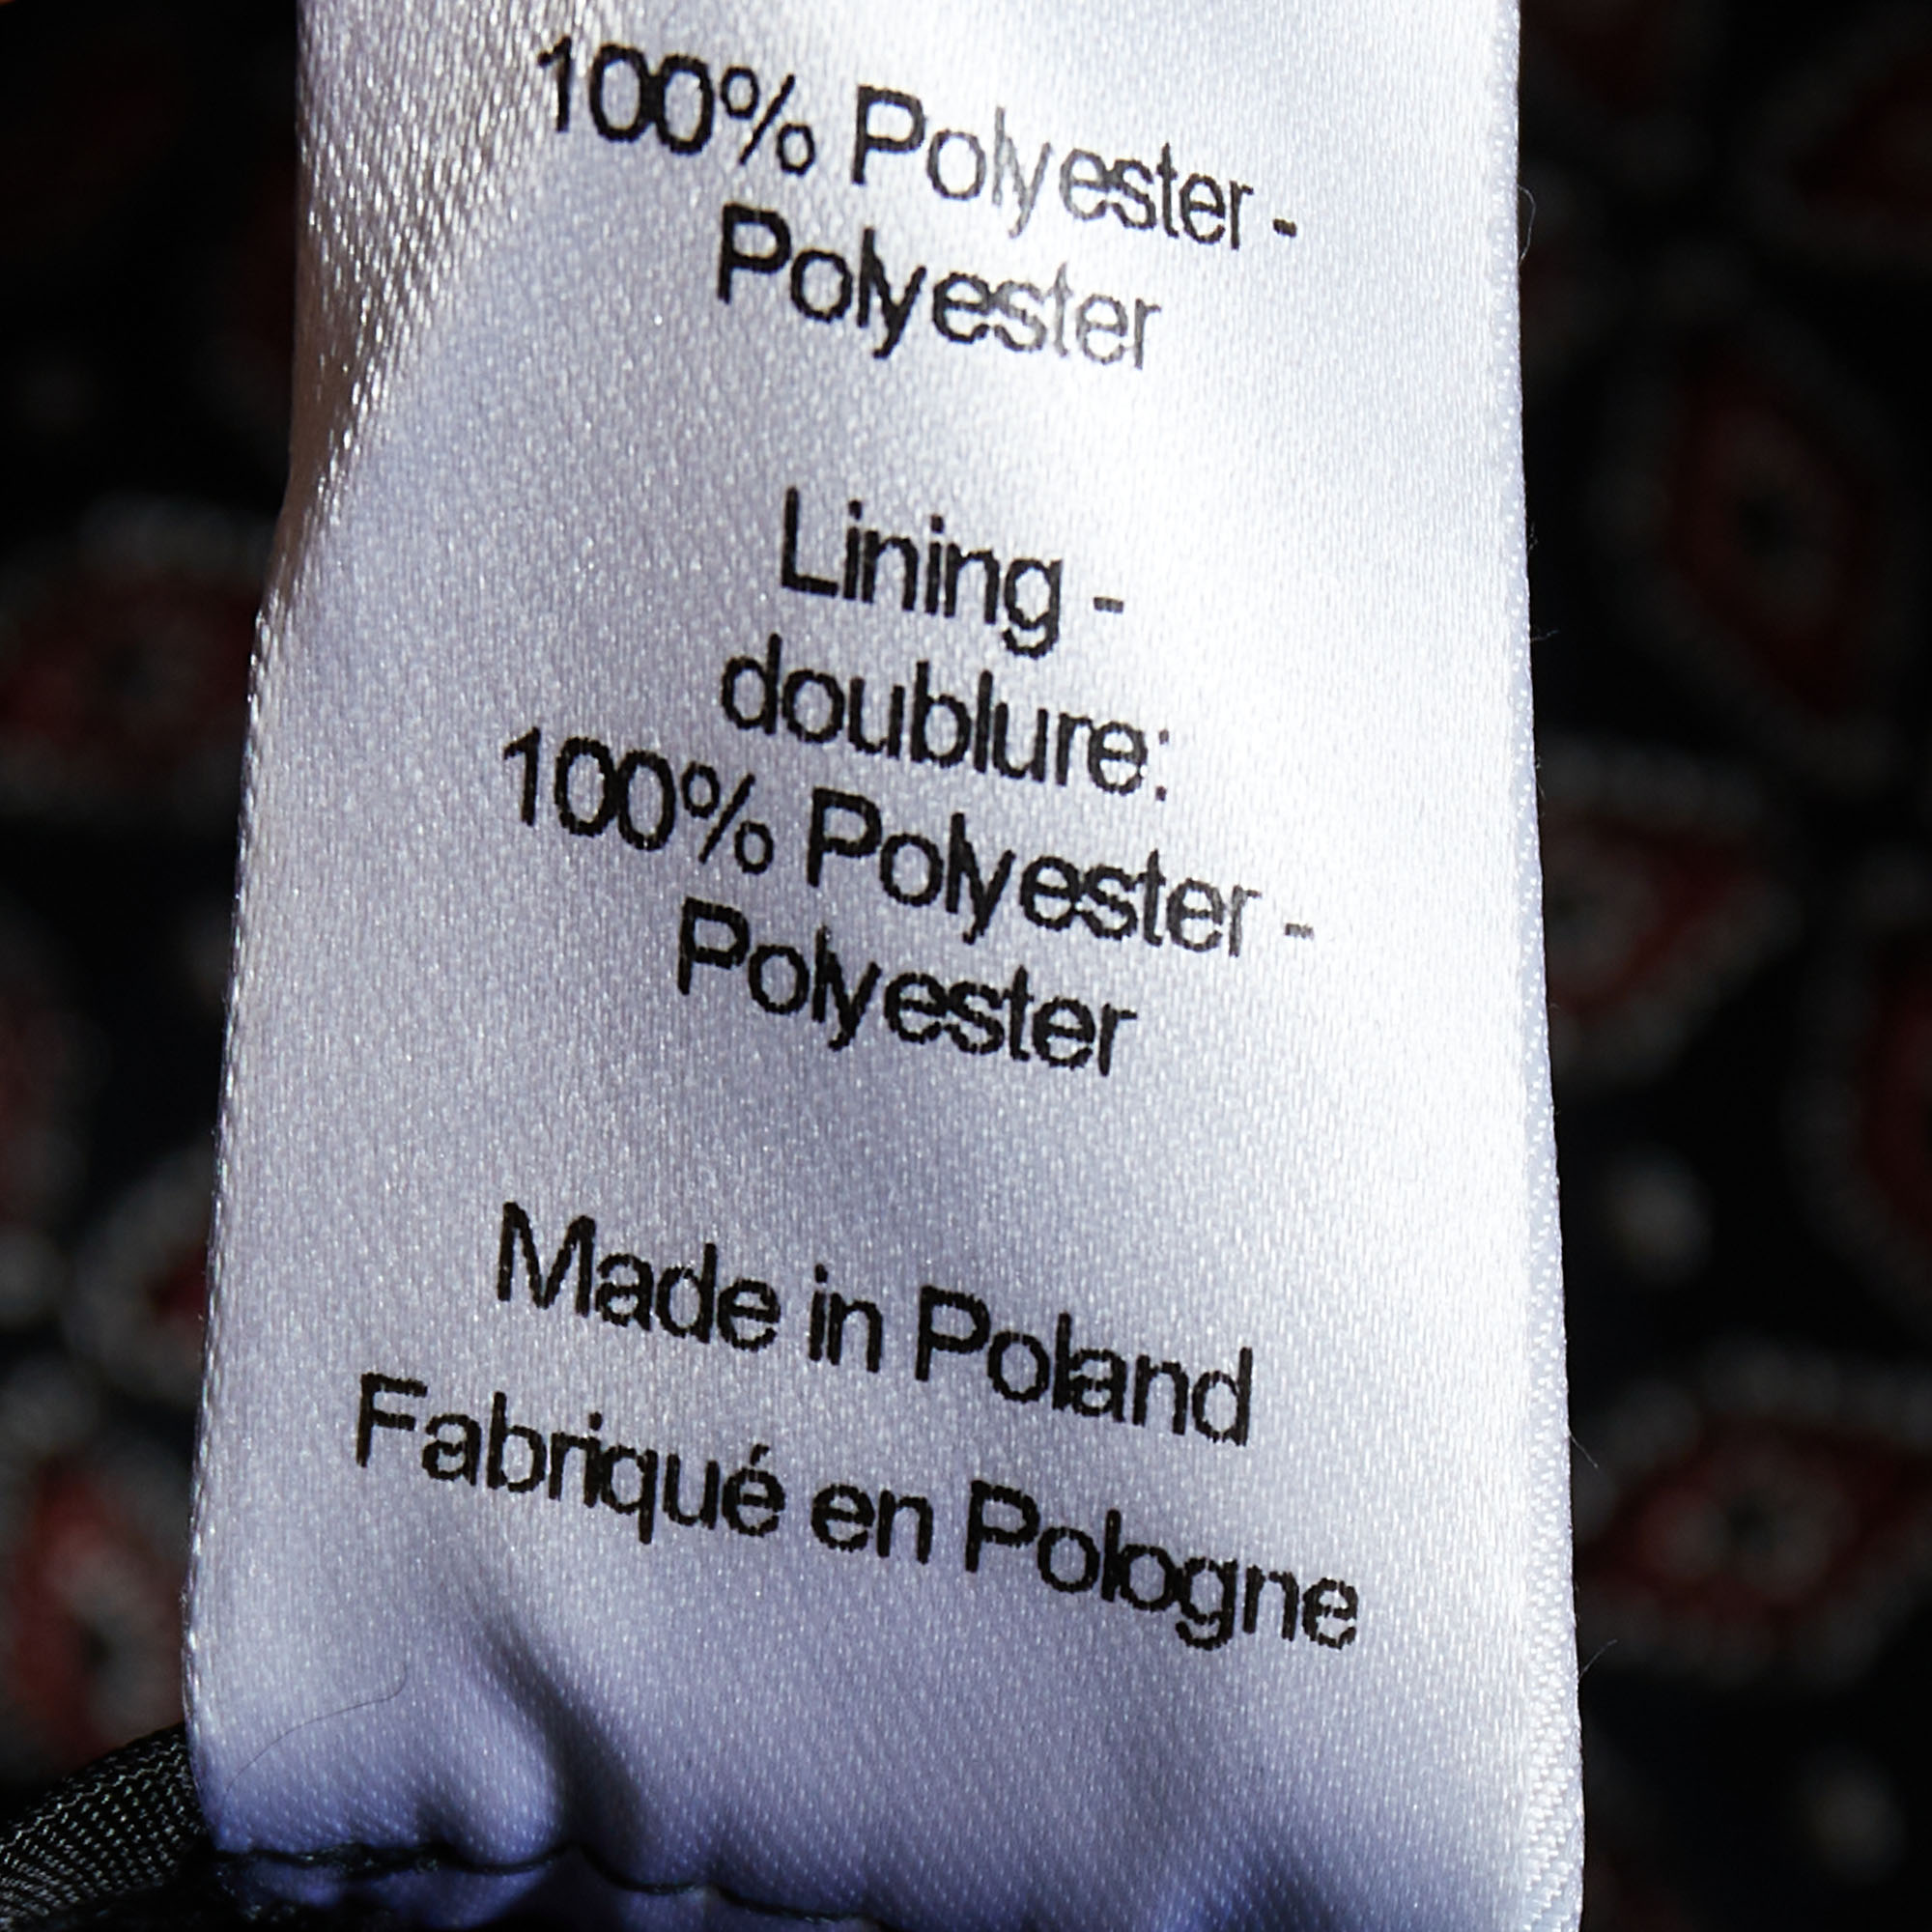 100% Polyester -
Polyester
Lining -
doublure:
100% Polyester -
Polyester
Made in Poland
Fabriqué en Pologne